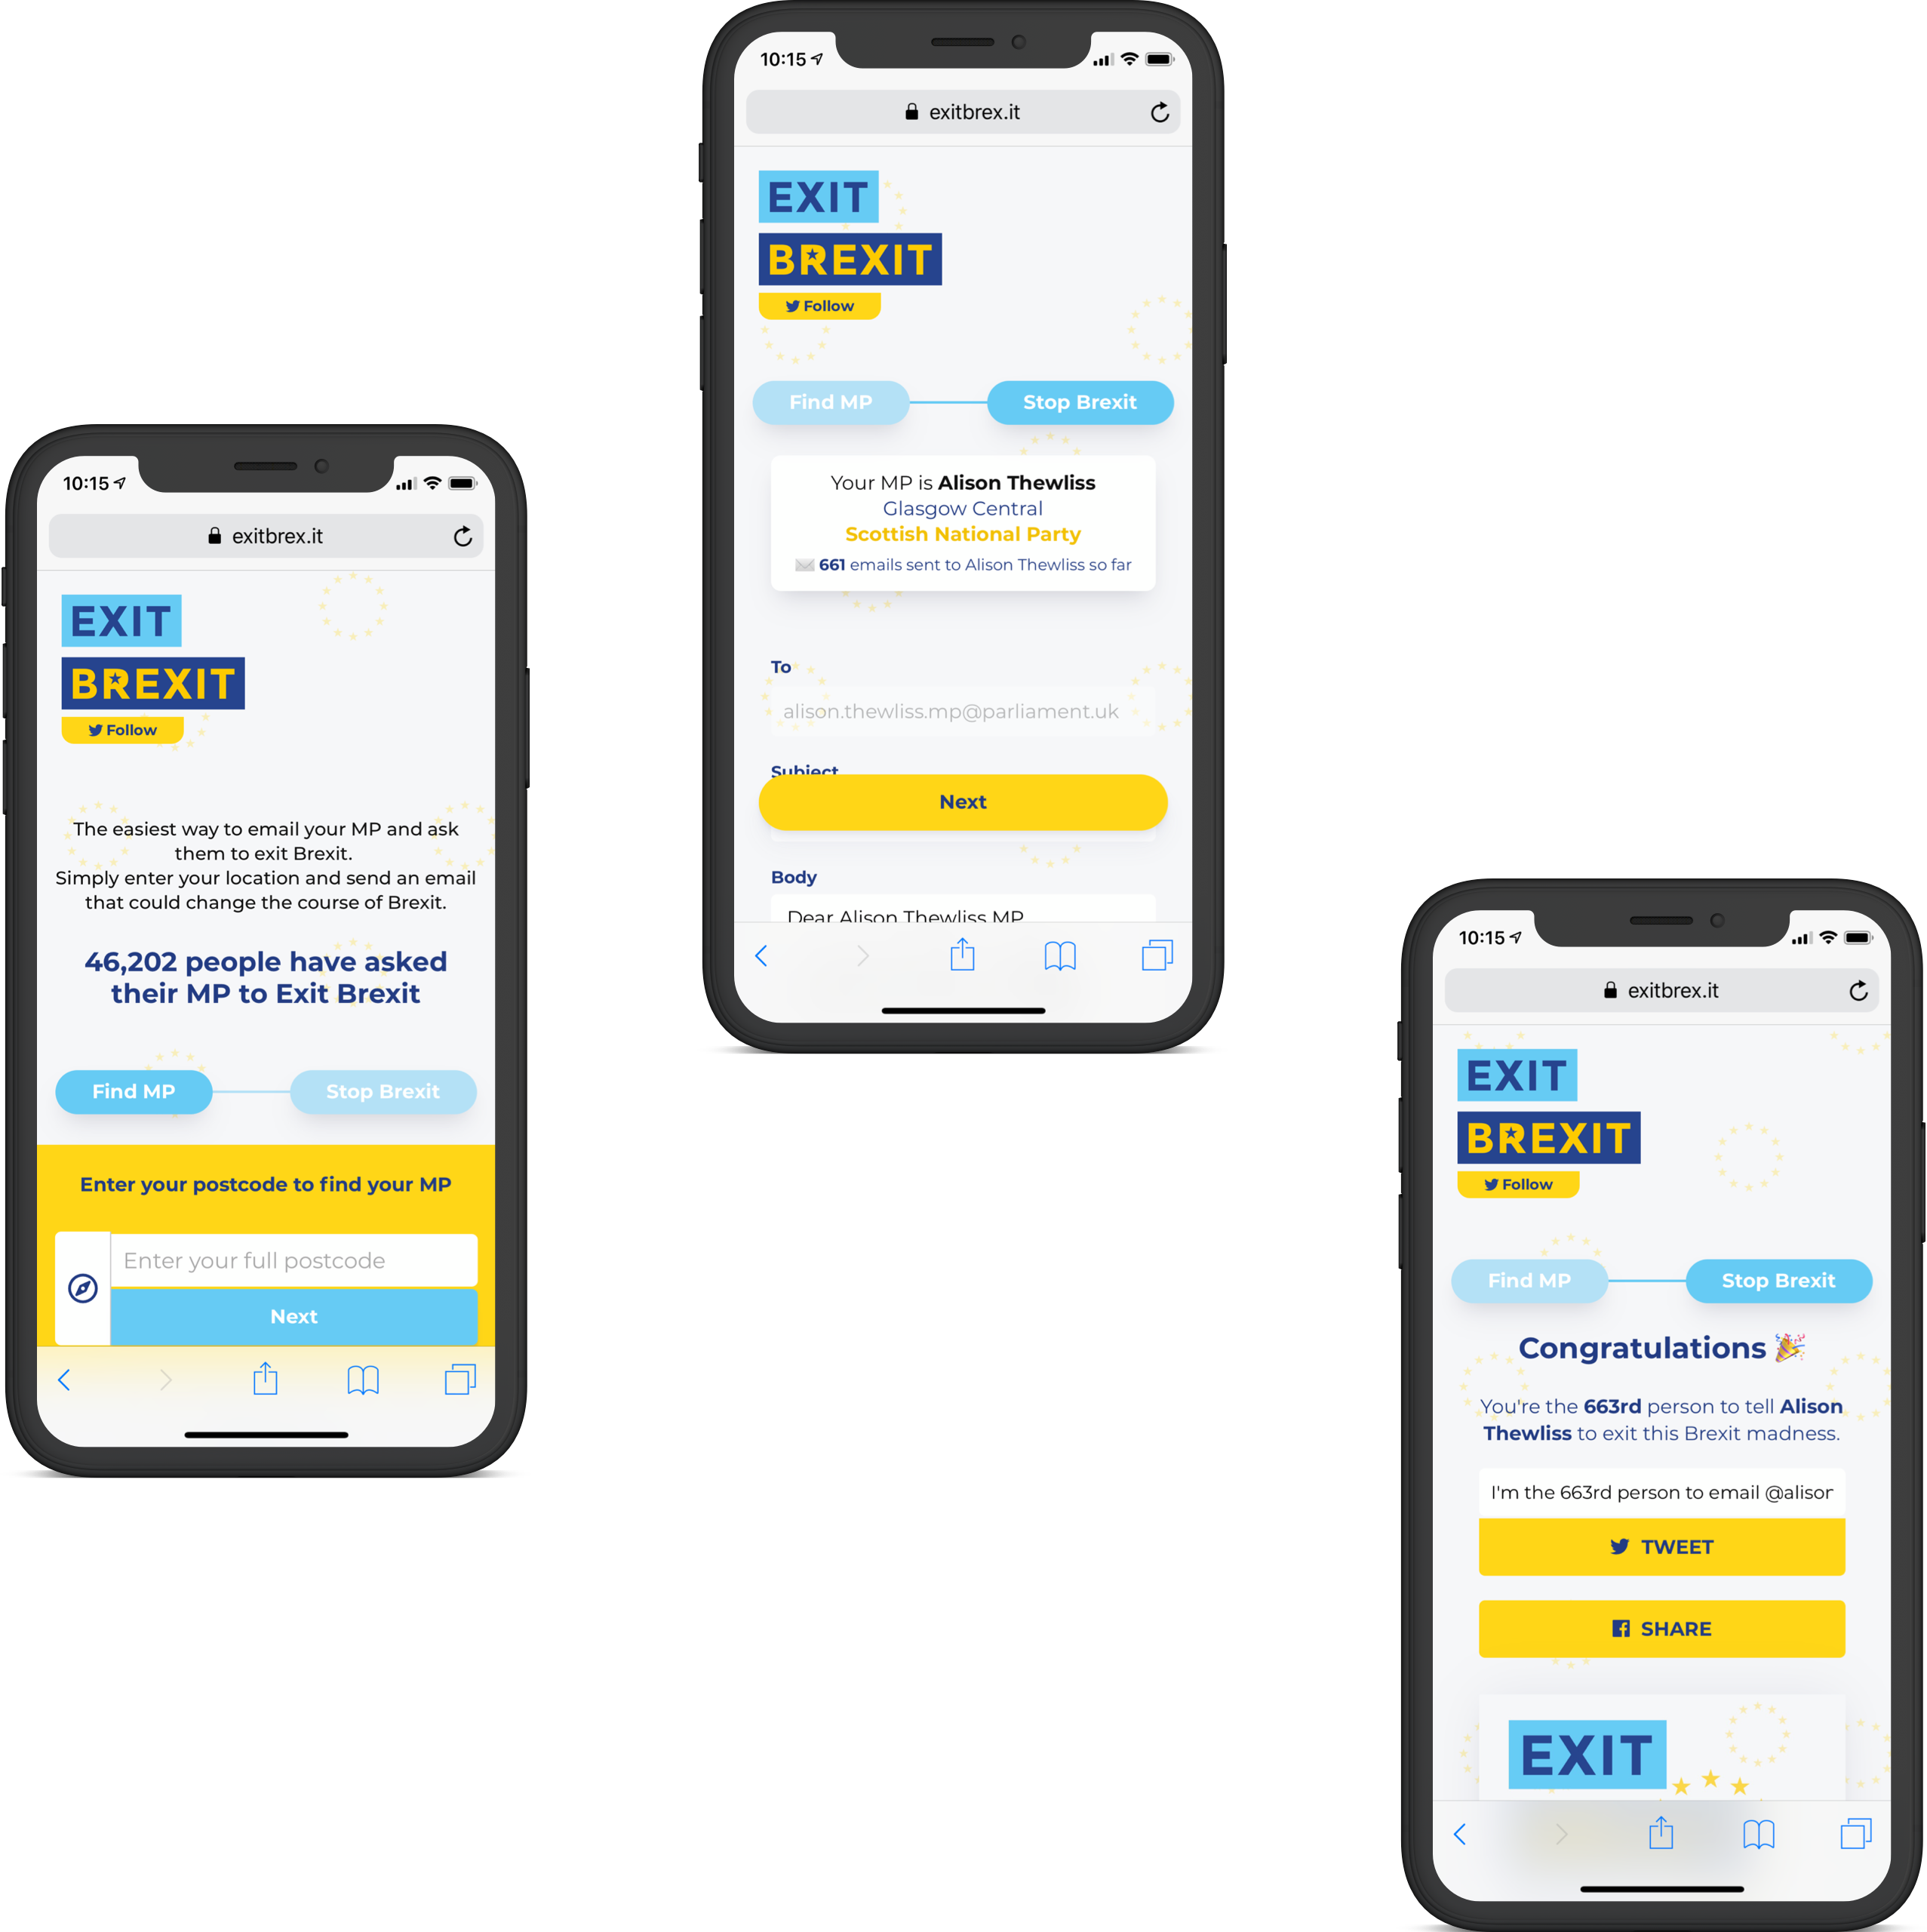 10:15
exitbrex.it
EXIT
BREXIT
Follow
The easiest way to email your MP and ask
them to exit Brexit.
Simply enter your location and send an email
that could change the course of Brexit.
46,202 people have asked
their MP to Exit Brexit
Find MP
Stop Brexit
Enter your postcode to find your MP
Enter your full postcode
Next
10:15
exitbrex.it
EXIT
BREXIT
Follow
Find MP
Stop Brexit
Your MP is Alison Thewliss
Glasgow Central
Scottish National Party
661 emails sent to Alison Thewliss so far
To
alison.thewliss.mp@parliament.uk
Subject
Next
Body
Dear Alison Thewliss MP
10:15
exitbrex.it
EXIT
BREXIT
Follow
Find MP
Stop Brexit
Congratulations 🎉
You're the 663rd person to tell Alison
Thewliss to exit this Brexit madness.
I'm the 663rd person to email @alisor
TWEET
SHARE
EXIT